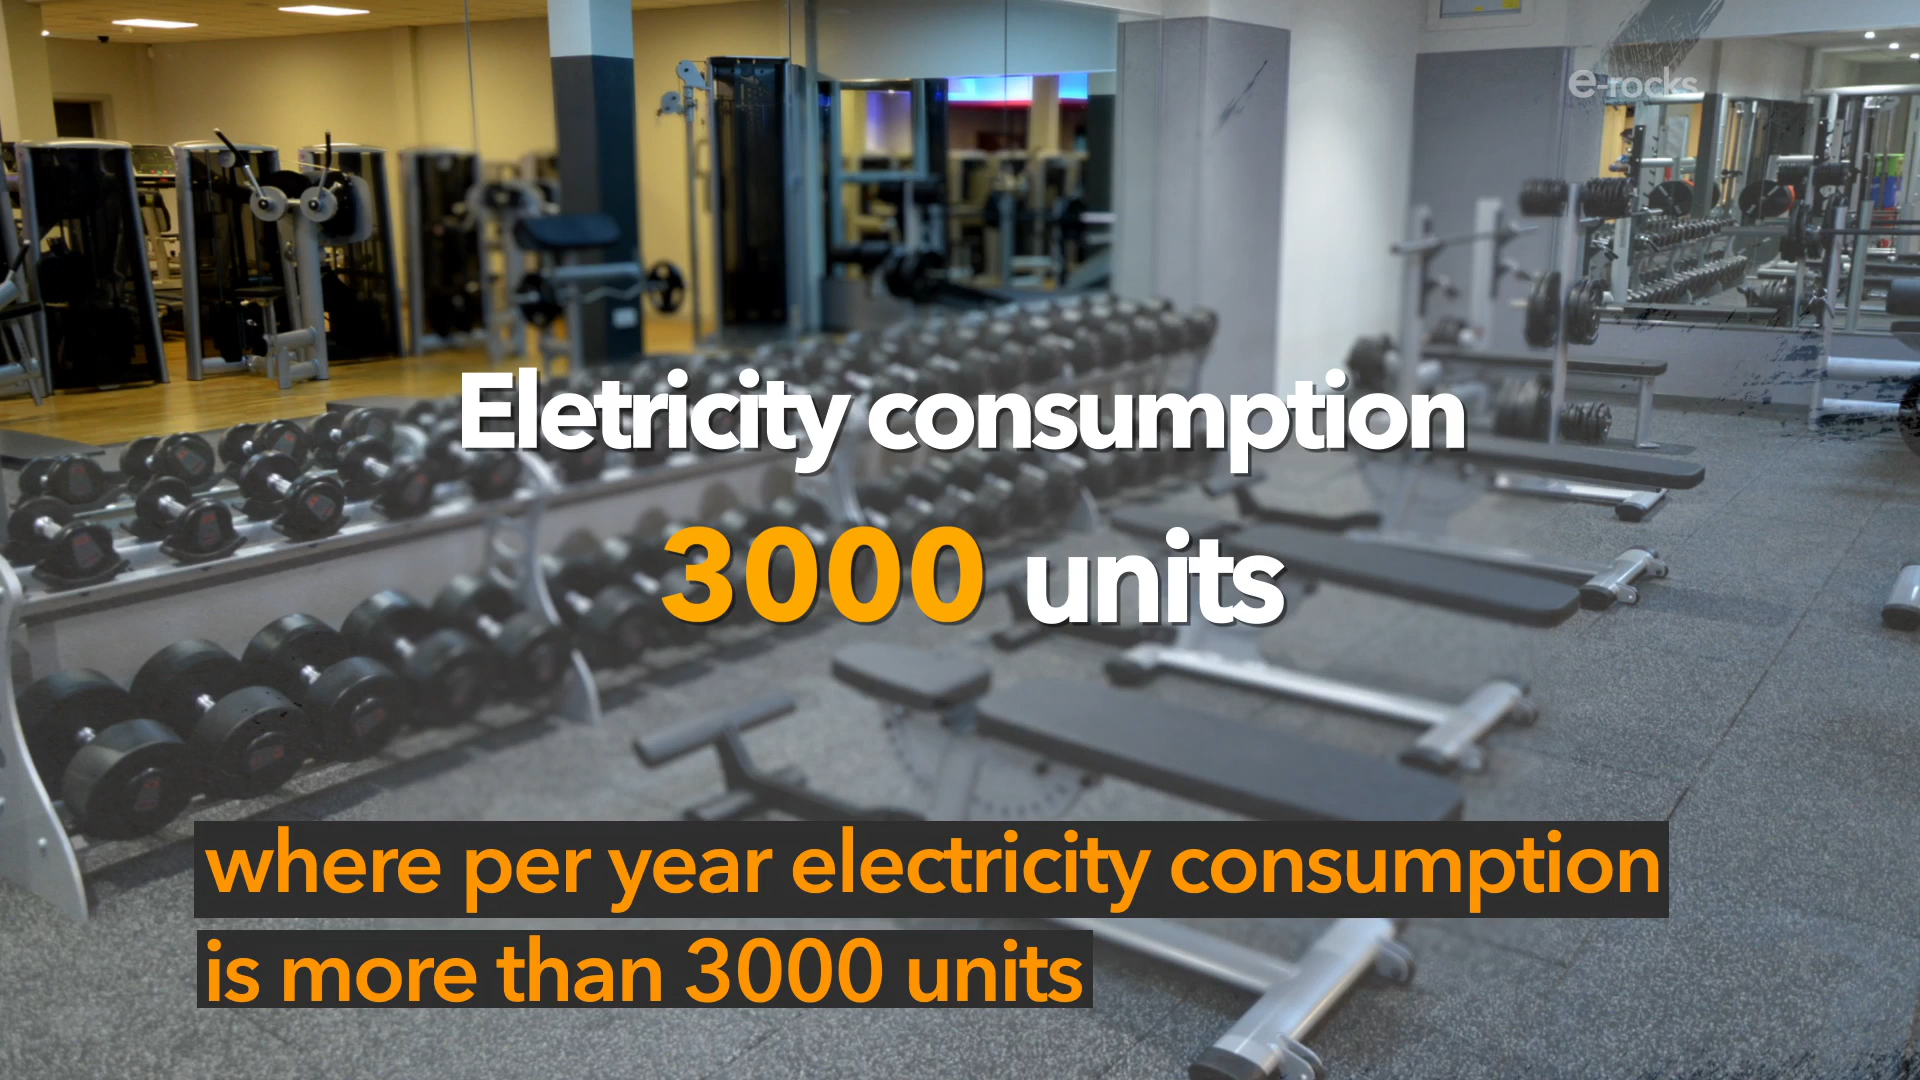 e-rocks
Eletricity consumption
3000 units
where per year electricity consumption
is more than 3000 units